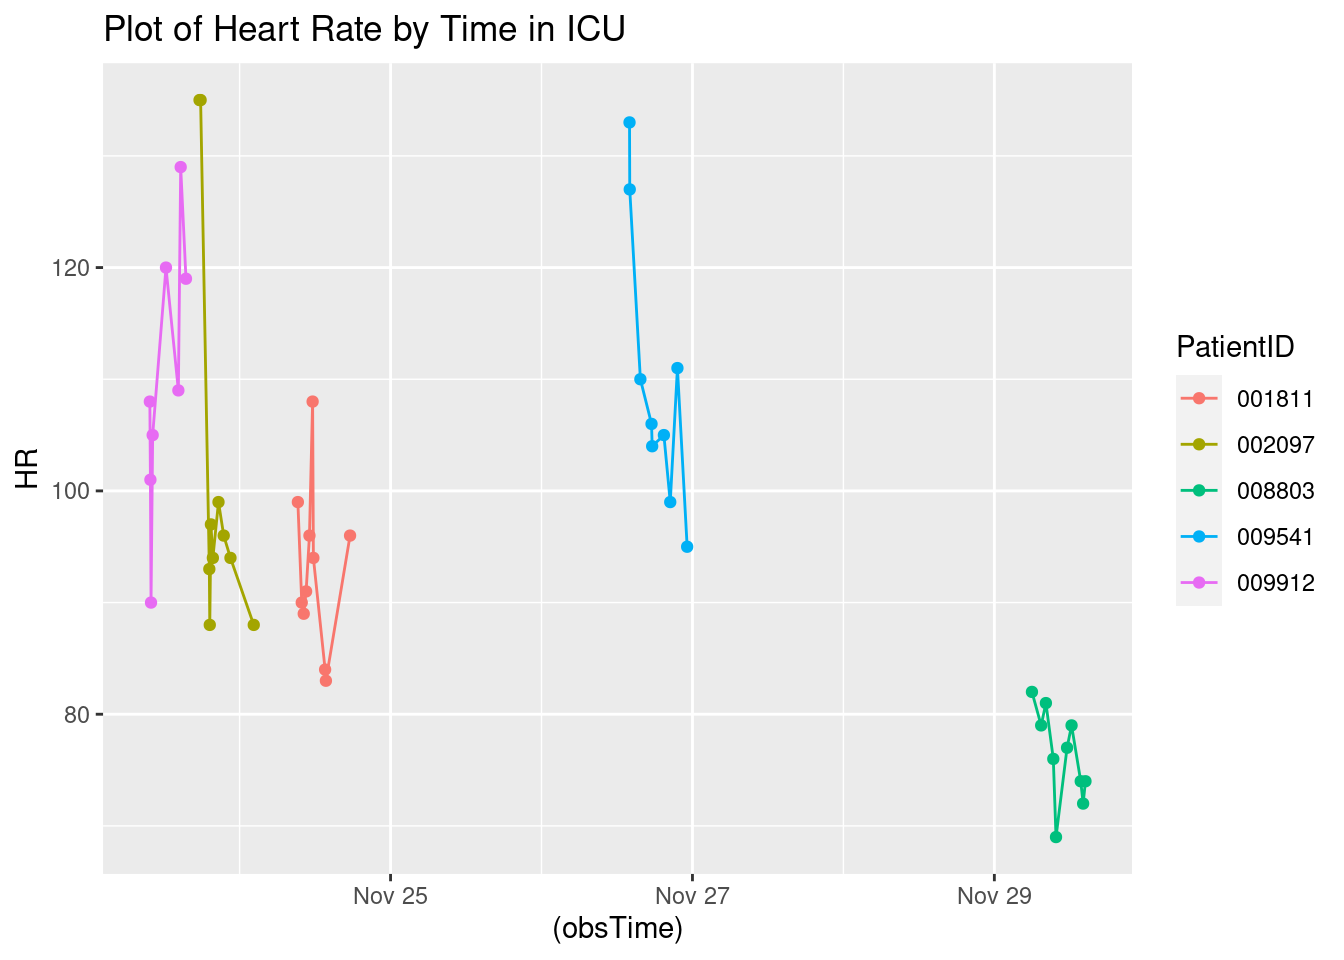 Plot of Heart Rate by Time in ICU
120
100
80
HR
Nov 25
Nov 27
Nov 29
(obsTime)
PatientID
001811
002097
008803
009541
009912